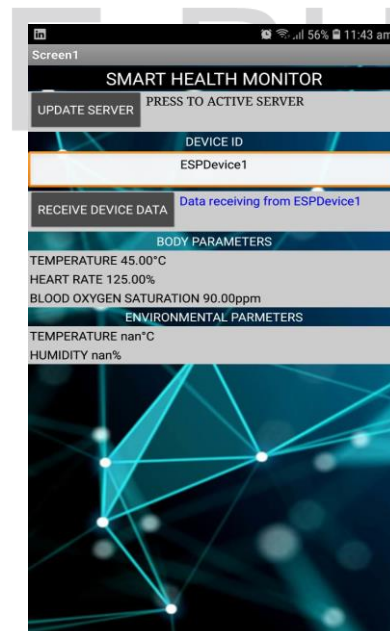 in 56% 11:43 am
Screen1
SMART HEALTH MONITOR
UPDATE SERVER PRESS TO ACTIVE SERVER
DEVICE ID
ESPDevice1
RECEIVE DEVICE DATA Data receiving from ESPDevice1
BODY PARAMETERS
TEMPERATURE 45.00°C
HEART RATE 125.00%
BLOOD OXYGEN SATURATION 90.00ppm
ENVIRONMENTAL PARMETERS
TEMPERATURE nan°C
HUMIDITY nan%